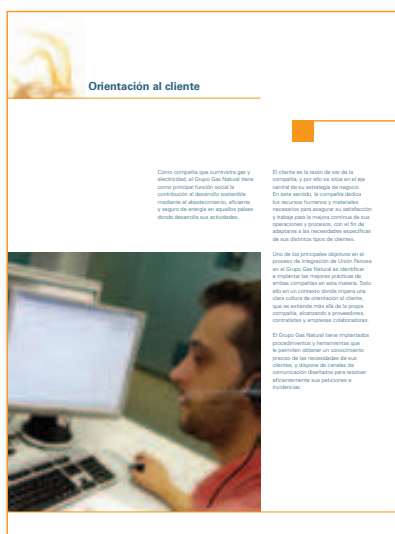 Orientación al cliente
Como compañía que suministra gas y
electricidad, el Grupo Gas Natural tiene
como principal función social la
contribución al desarrollo sostenible
mediante el abastecimiento, eficiente
y seguro de energía en aquellos países
donde desarrolla sus actividades.
El cliente es la razón de ser de la
compañía, y por ello se sitúa en el eje
central de su estrategia de negocio.
En este sentido, la compañía dedica
los recursos humanos y materiales
necesarios para asegurar su satisfacción
y trabaja para la mejora continua de sus
operaciones y procesos, con el fin de
adaptarse a las necesidades específicas
de sus distintos tipos de clientes.
Uno de los principales objetivos en el
proceso de integración de Unión Fenosa
en el Grupo Gas Natural es identificar
e implantar las mejores prácticas de
ambas compañías en esta materia. Todo
ello en un contexto donde impera una
clara cultura de orientación al cliente,
que se extiende más allá de la propia
compañía, alcanzando a proveedores,
contratistas y empresas colaboradoras.
El Grupo Gas Natural tiene implantados
procedimientos y herramientas que
le permiten obtener un conocimiento
preciso de las necesidades de sus
clientes, y dispone de canales de
comunicación diseñados para resolver
eficientemente sus peticiones e
incidencias.